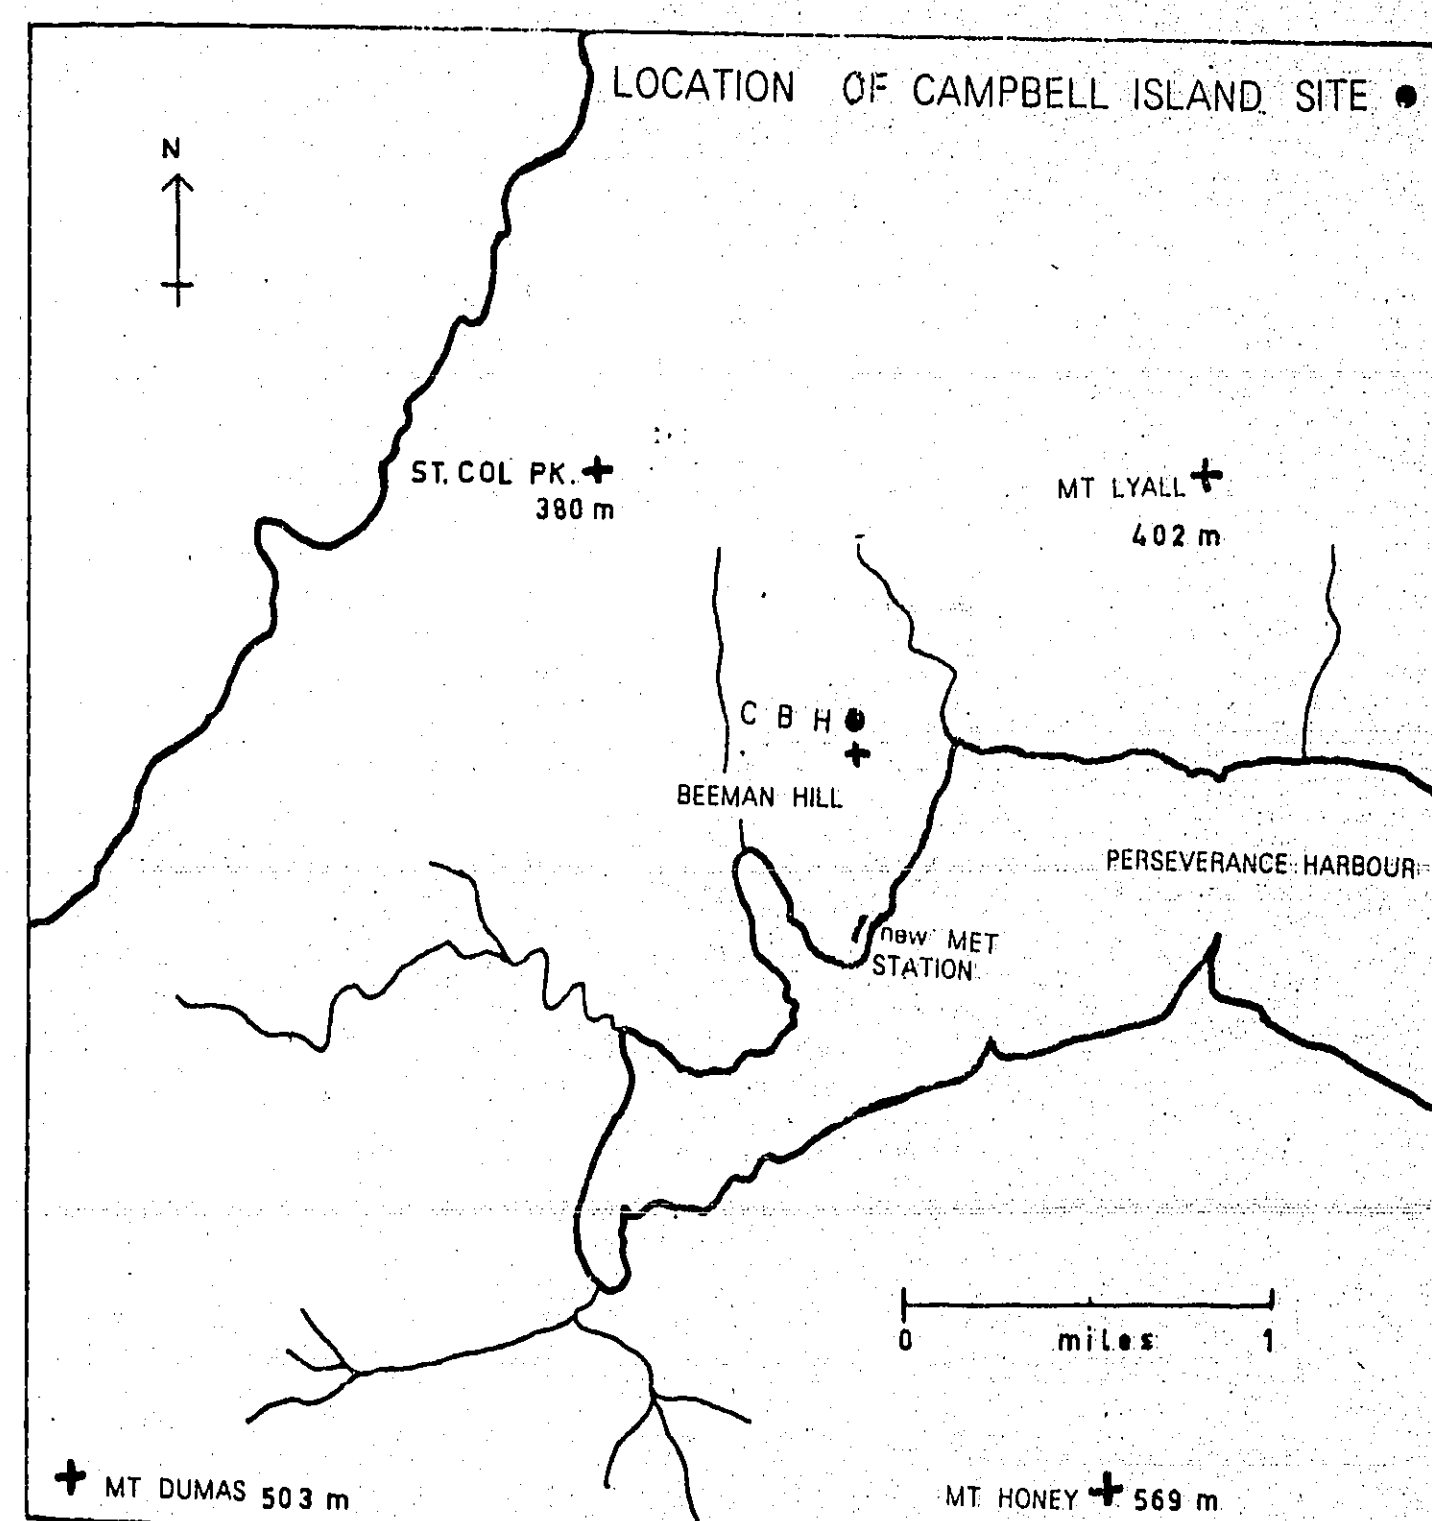 LOCATION OF CAMPBELL ISLAND SITE
N
ST. COL PK.
380 m
MT LYALL
402 m
C B H
BEEMAN HILL
PERSEVERANCE HARBOUR
new MET
STATION
0 miles 1
MT DUMAS 503 m
MT HONEY 569 m